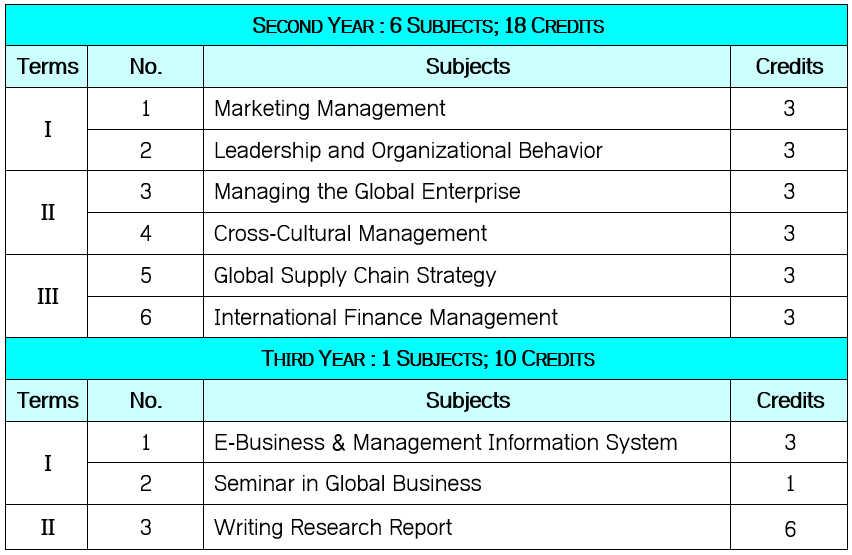 SECOND YEAR : 6 SUBJECTS; 18 CREDITS
Terms No. Subjects Credits
I
1 Marketing Management 3
2 Leadership and Organizational Behavior 3
II
3 Managing the Global Enterprise 3
4 Cross-Cultural Management 3
III
5 Global Supply Chain Strategy 3
6 International Finance Management 3
THIRD YEAR : 1 SUBJECTS; 10 CREDITS
Terms No. Subjects Credits
I
1 E-Business & Management Information System 3
2 Seminar in Global Business 1
II 3 Writing Research Report 6